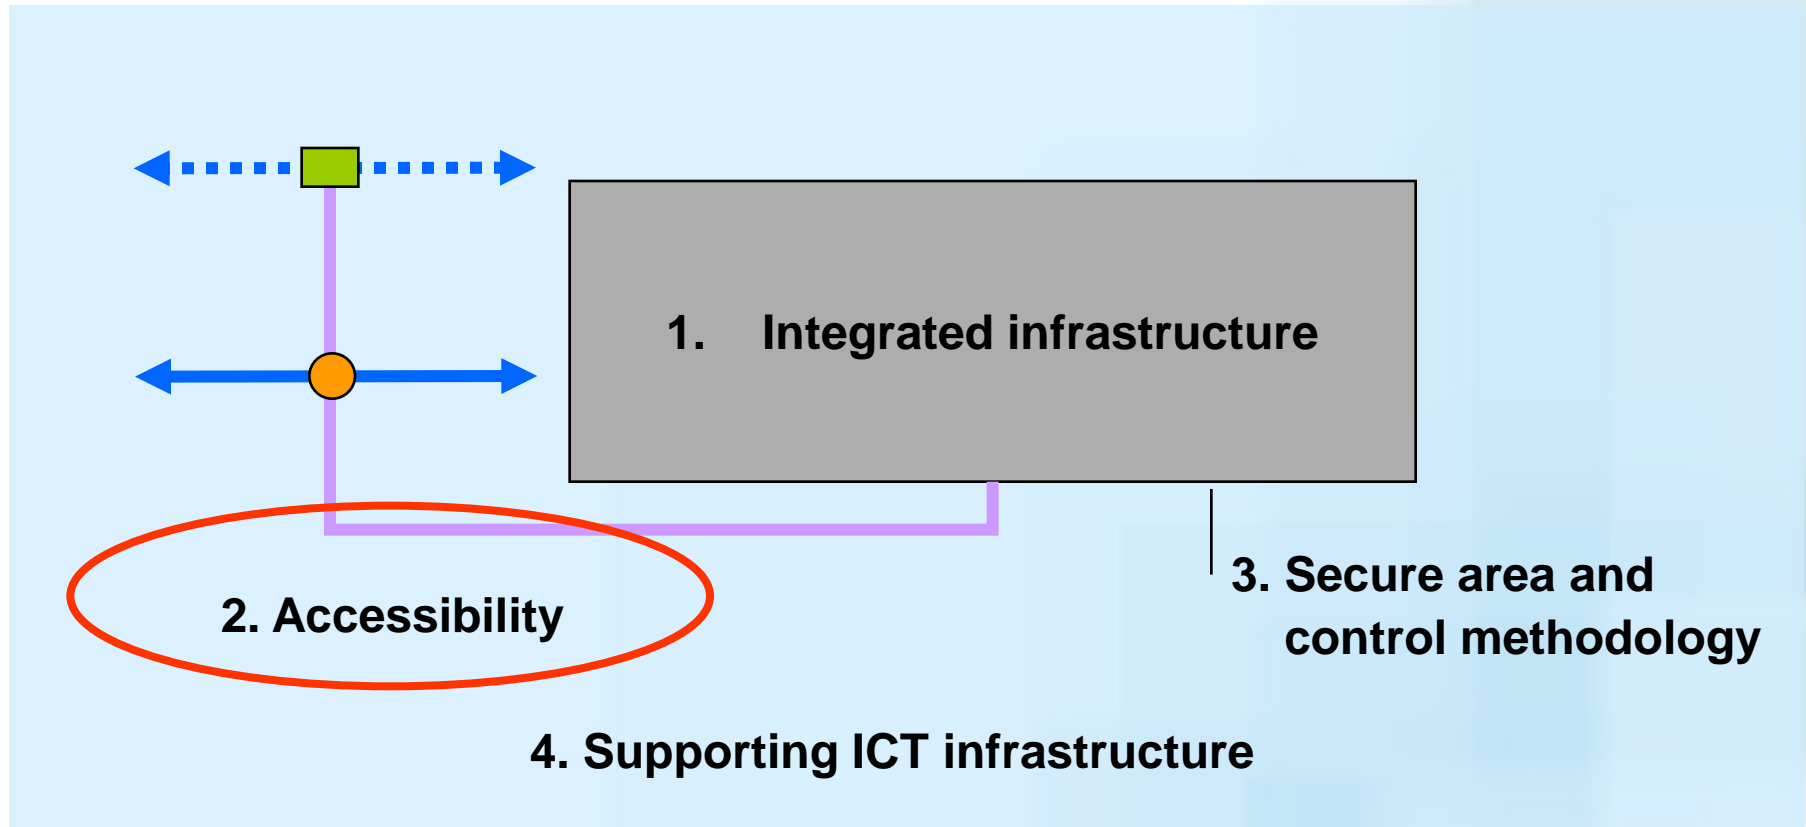 1. Integrated infrastructure
2. Accessibility
3. Secure area and
control methodology
4. Supporting ICT infrastructure